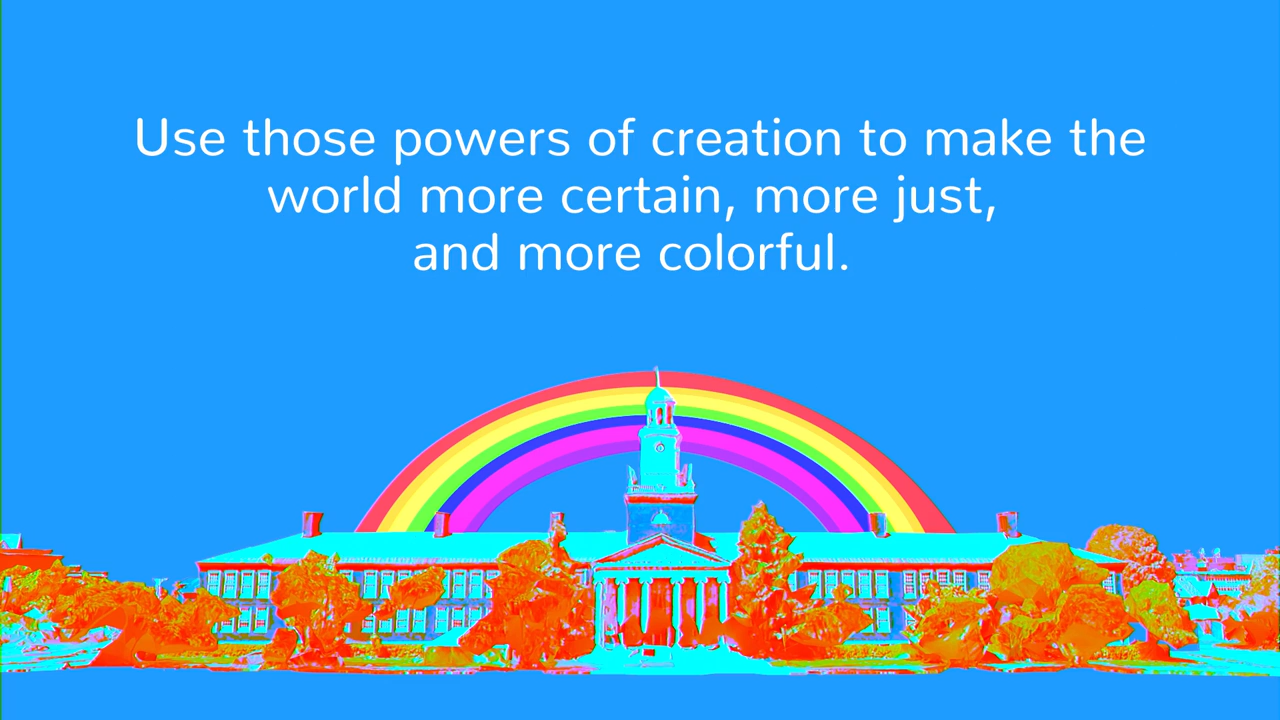 Use those powers of creation to make the
world more certain, more just,
and more colorful.